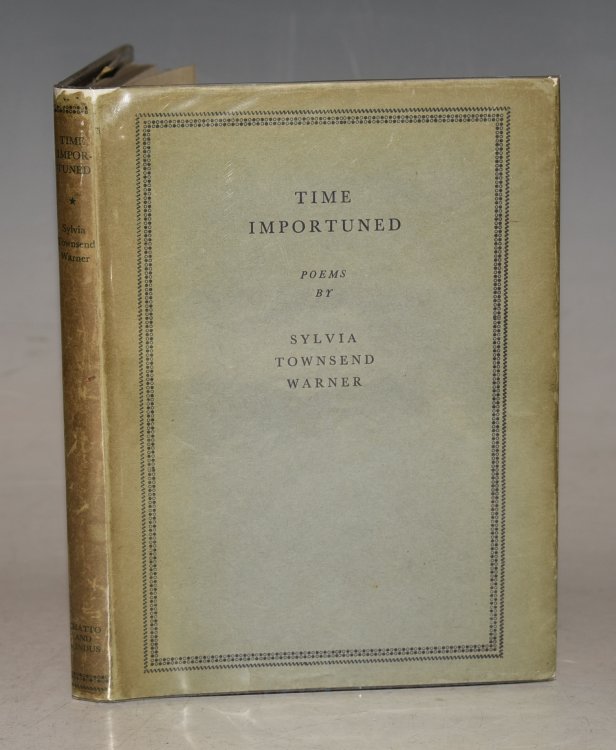 TIME
IMPOR-
TUNED
★
Sylvia
Townsend
Warner
CHATTO
AND
WINDUS
TIME
IMPORTUNED
POEMS
BY
SYLVIA
TOWNSEND
WARNER